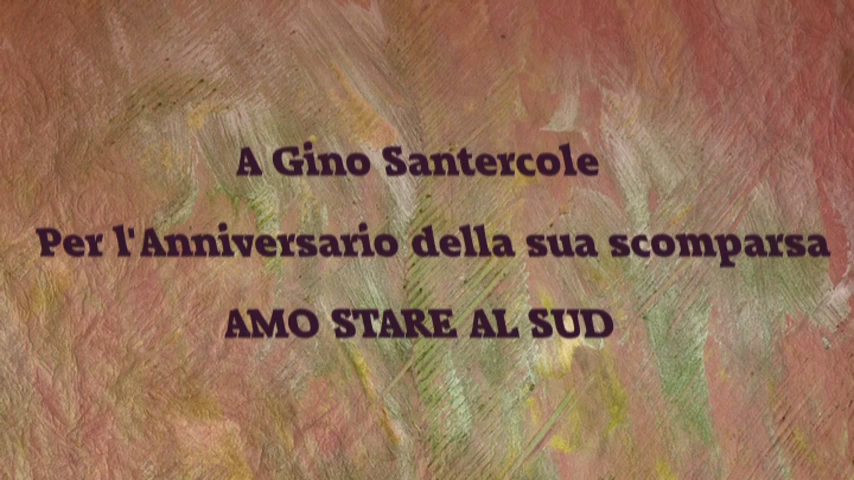 A Gino Santercole
Per l'Anniversario della sua scomparsa
AMO STARE AL SUD